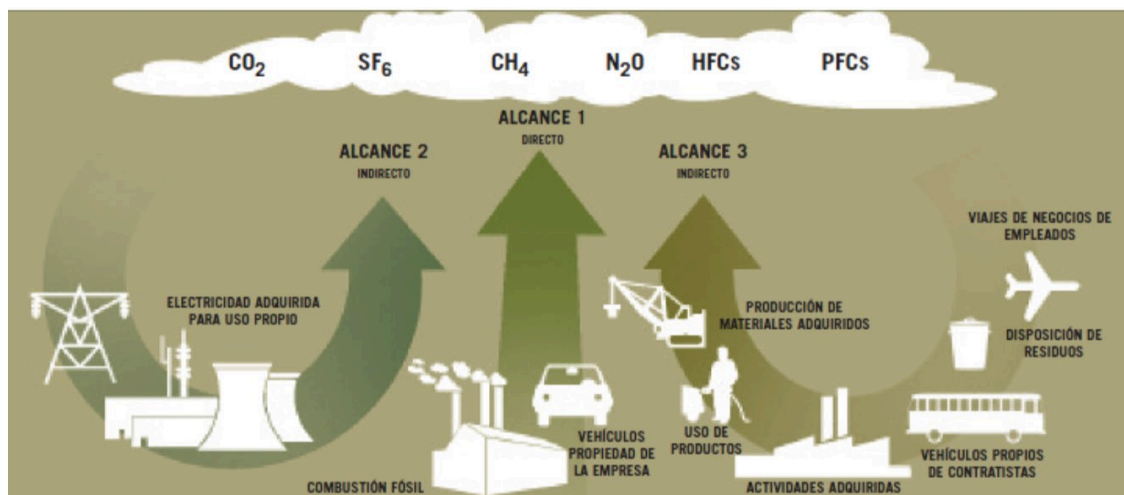 CO2 SF6 CH4 N2O HFCs PFCs
ALCANCE 1
DIRECTO
ALCANCE 2
INDIRECTO
ALCANCE 3
INDIRECTO
VIAJES DE NEGOCIOS DE
EMPLEADOS
ELECTRICIDAD ADQUIRIDA
PARA USO PROPIO
PRODUCCIÓN DE
MATERIALES ADQUIRIDOS
DISPOSICIÓN DE
RESIDUOS
VEHÍCULOS
PROPIEDAD DE
LA EMPRESA
USO DE
PRODUCTOS
VEHÍCULOS PROPIOS
DE CONTRATISTAS
COMBUSTIÓN FÓSIL
ACTIVIDADES ADQUIRIDAS